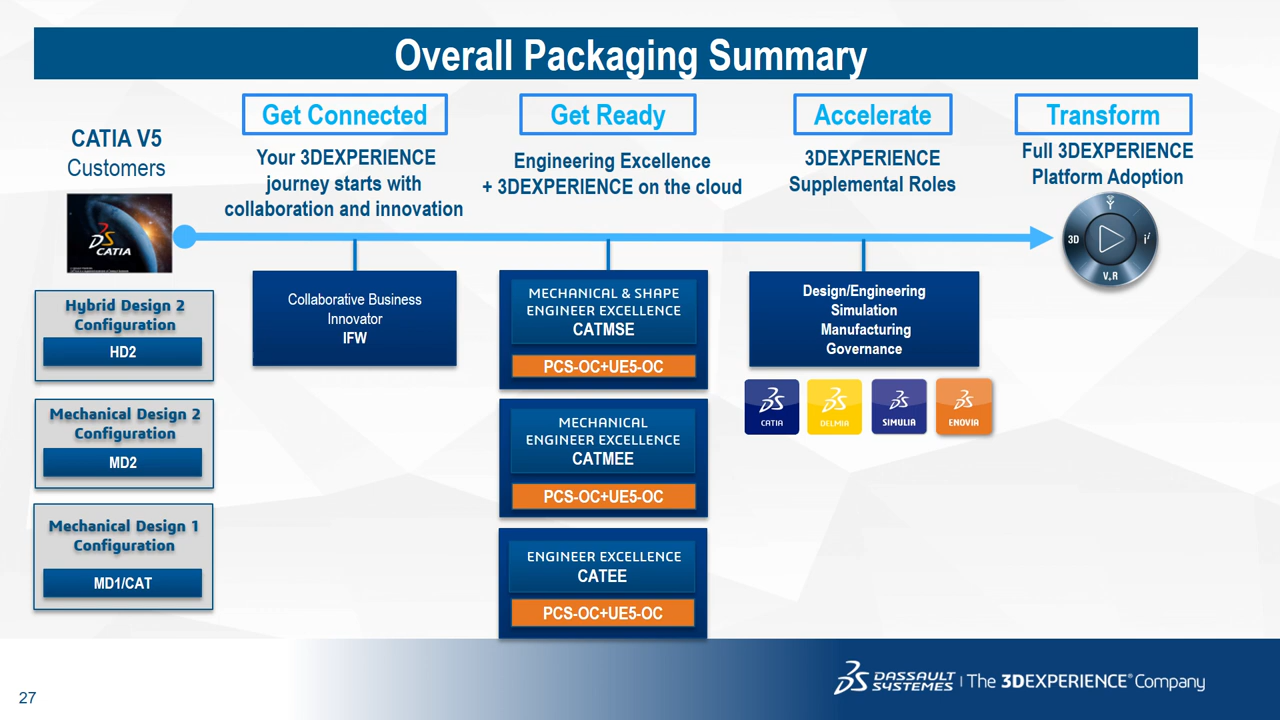 Overall Packaging Summary
CATIA V5
Customers
CATIA
Get Connected
Your 3DEXPERIENCE
journey starts with
collaboration and innovation
Get Ready
Engineering Excellence
+ 3DEXPERIENCE on the cloud
Accelerate
3DEXPERIENCE
Supplemental Roles
Transform
Full 3DEXPERIENCE
Platform Adoption
3D
i²
V,R
Hybrid Design 2
Configuration
HD2
Mechanical Design 2
Configuration
MD2
Mechanical Design 1
Configuration
MD1/CAT
Collaborative Business
Innovator
IFW
MECHANICAL & SHAPE
ENGINEER EXCELLENCE
CATMSE
PCS-OC+UE5-OC
MECHANICAL
ENGINEER EXCELLENCE
CATMEE
PCS-OC+UE5-OC
ENGINEER EXCELLENCE
CATEE
PCS-OC+UE5-OC
Design/Engineering
Simulation
Manufacturing
Governance
CATIA
DELMIA
SIMULIA
ENOVIA
27
DASSAULT
SYSTEMES | The 3DEXPERIENCE® Company